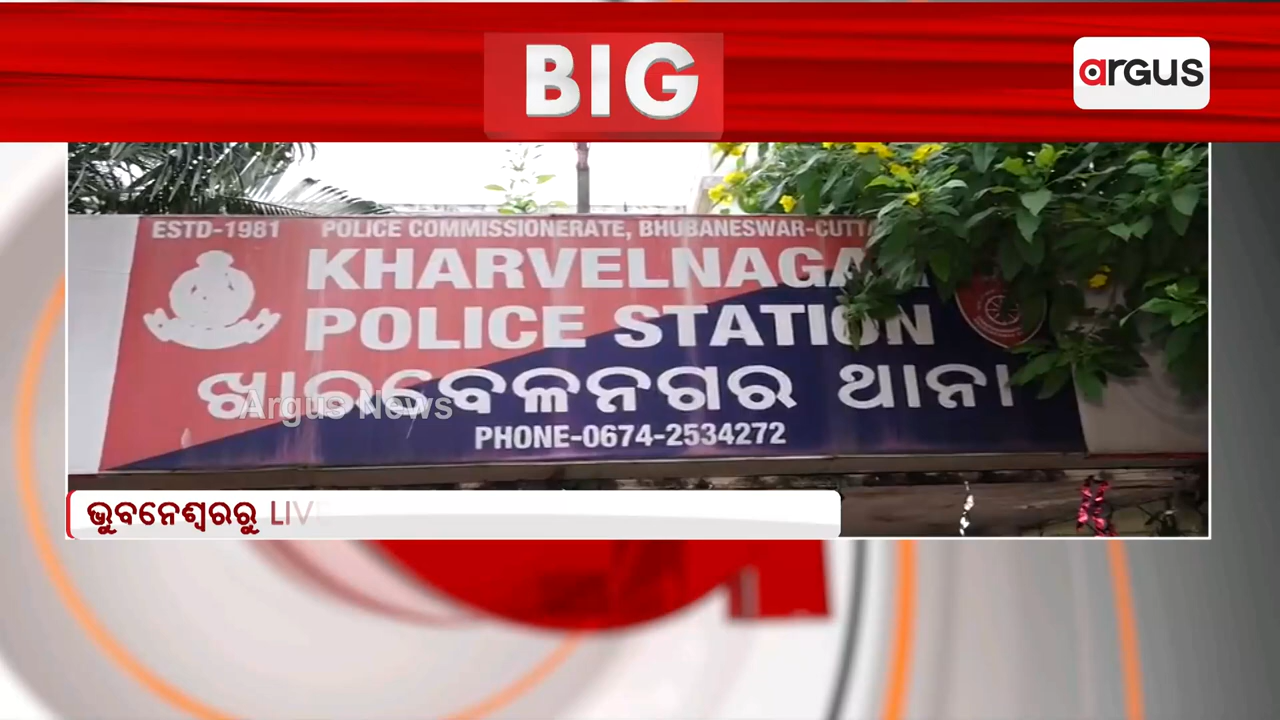 BIG
argus
ESTD-1981 POLICE COMMISSIONERATE, BHUBANESWAR-CUTTA
KHARVELNAGA
POLICE STATION
ଖାରବେଳନଗର ଥାନା
Argus News
PHONE-0674-2534272
ଭୁବନେଶ୍ୱରରୁ LIV